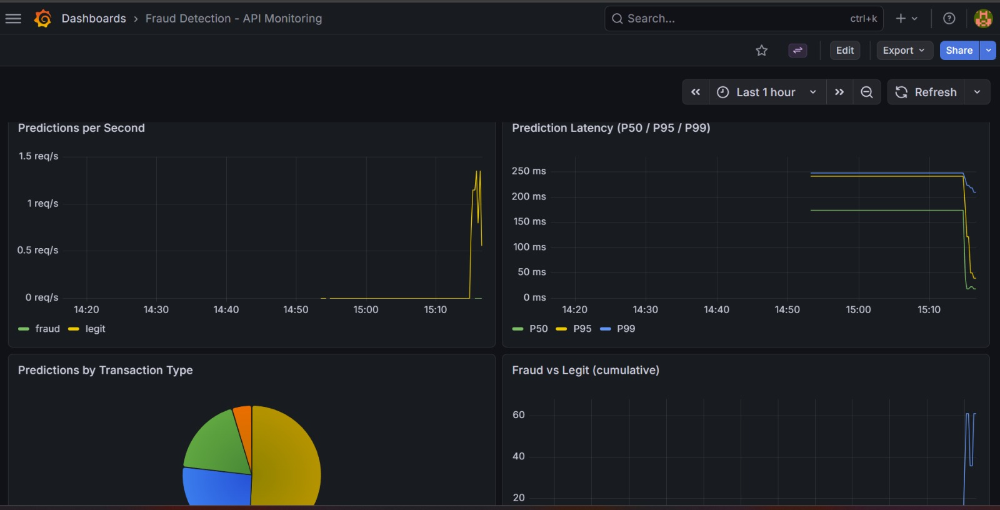 Dashboards › Fraud Detection - API Monitoring
Search... ctrl+k
Edit Export Share
Last 1 hour Refresh
Predictions per Second
1.5 req/s
1 req/s
0.5 req/s
0 req/s
14:20 14:30 14:40 14:50 15:00 15:10
fraud legit
Prediction Latency (P50 / P95 / P99)
250 ms
200 ms
150 ms
100 ms
50 ms
0 ms
14:20 14:30 14:40 14:50 15:00 15:10
P50 P95 P99
Predictions by Transaction Type
Fraud vs Legit (cumulative)
60
40
20